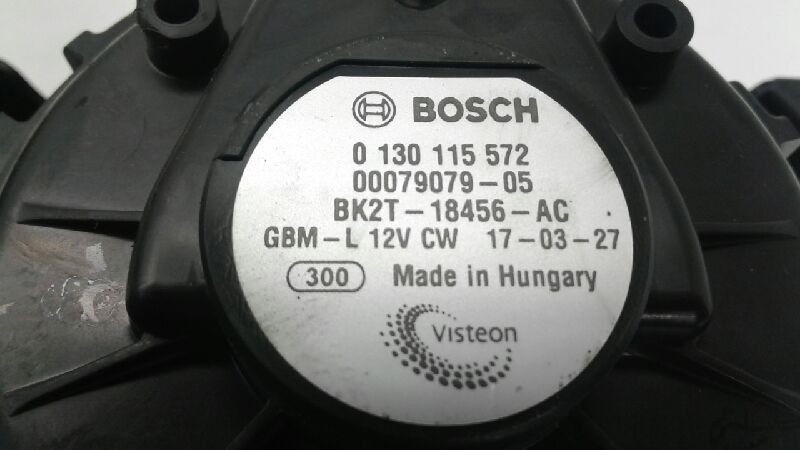 BOSCH
0 130 115 572
00079079-05
BK2T-18456-AC
GBM-L 12V CW 17-03-27
300 Made in Hungary
Visteon